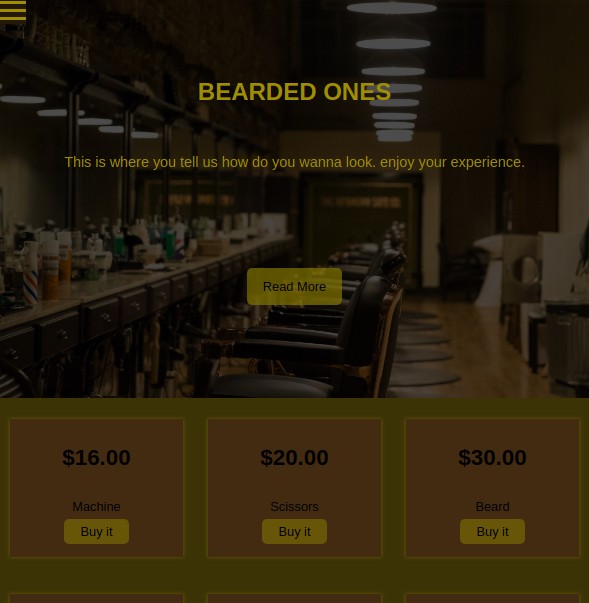 BEARDED ONES
This is where you tell us how do you wanna look. enjoy your experience.
Read More
$16.00 $20.00 $30.00
Machine Scissors Beard
Buy it Buy it Buy it